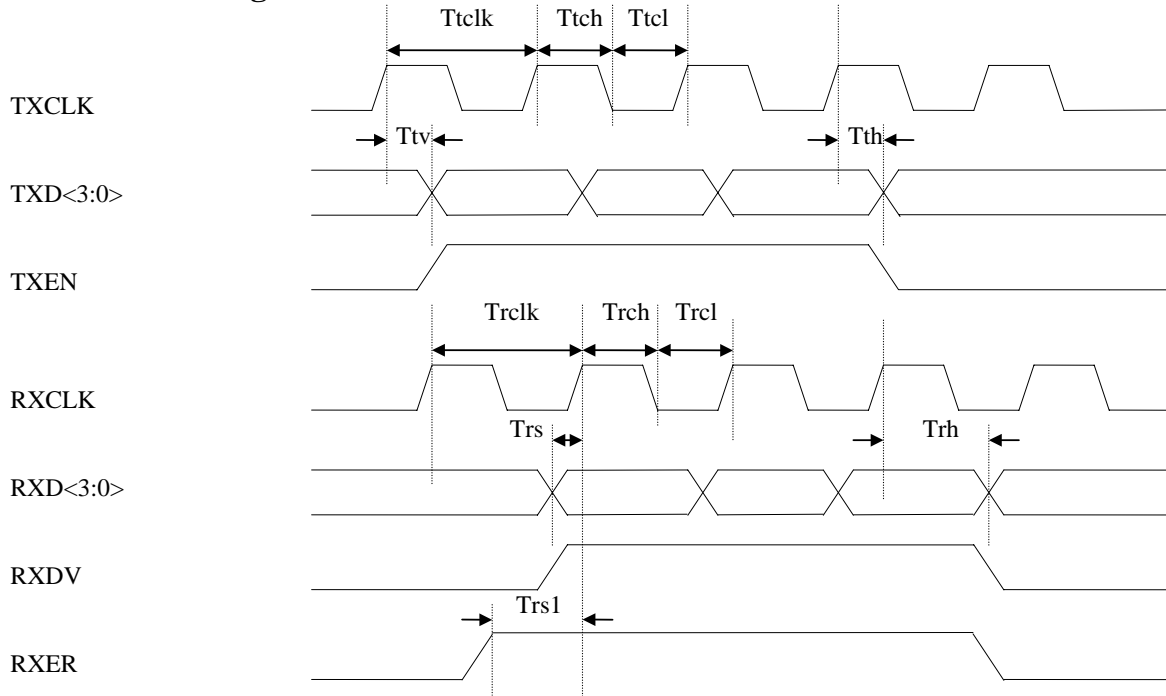 Ttclk Ttch Ttcl
TXCLK
Ttv Tth
TXD<3:0>
TXEN
Trclk Trch Trcl
RXCLK
Trs Trh
RXD<3:0>
RXDV
Trs1
RXER